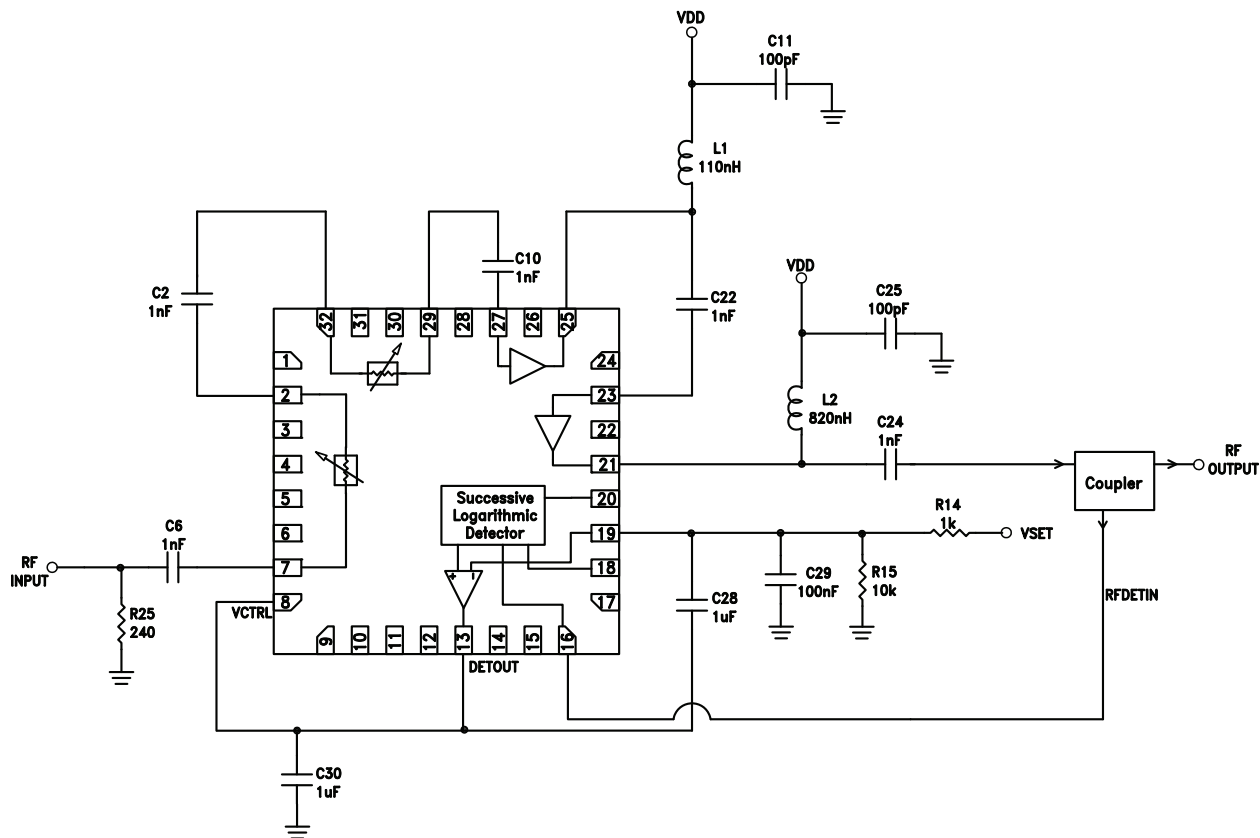 VDD
C11
100pF
L1
110nH
C10
1nF
C2
1nF
C22
1nF
VDD
C25
100pF
L2
820nH
C24
1nF
RF
OUTPUT
Coupler
32
31
30
29
28
27
26
25
1
2
3
4
5
6
7
8
24
23
22
21
20
19
18
17
9
10
11
12
13
14
15
16
Successive
Logarithmic
Detector
+
-
R14
1k
VSET
C6
1nF
RF
INPUT
R25
240
VCTRL
DETOUT
C28
1uF
C29
100nF
R15
10k
RFDETIN
C30
1uF